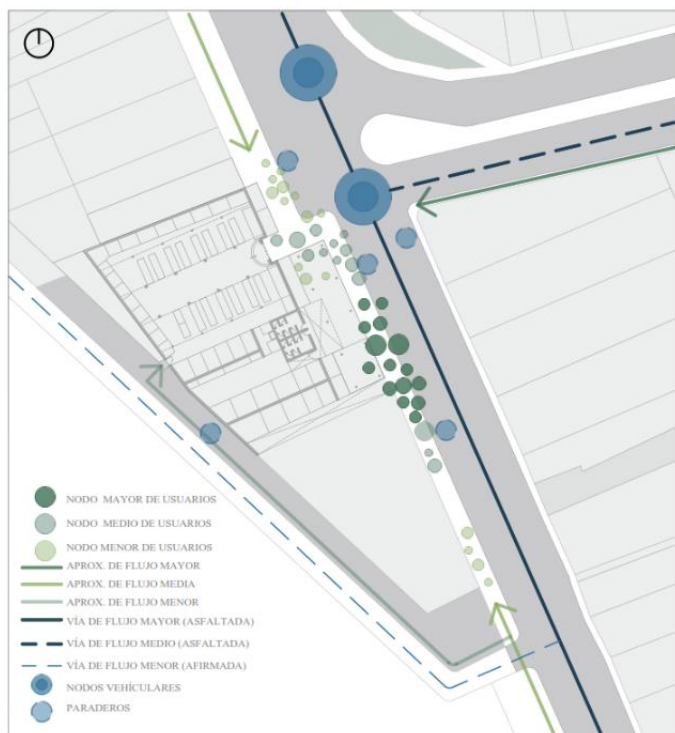 NODO MAYOR DE USUARIOS
NODO MEDIO DE USUARIOS
NODO MENOR DE USUARIOS
APROX. DE FLUJO MAYOR
APROX. DE FLUJO MEDIA
APROX. DE FLUJO MENOR
VÍA DE FLUJO MAYOR (ASFALTADA)
VÍA DE FLUJO MEDIO (ASFALTADA)
VÍA DE FLUJO MENOR (AFIRMADA)
NODOS VEHÍCULARES
PARADEROS